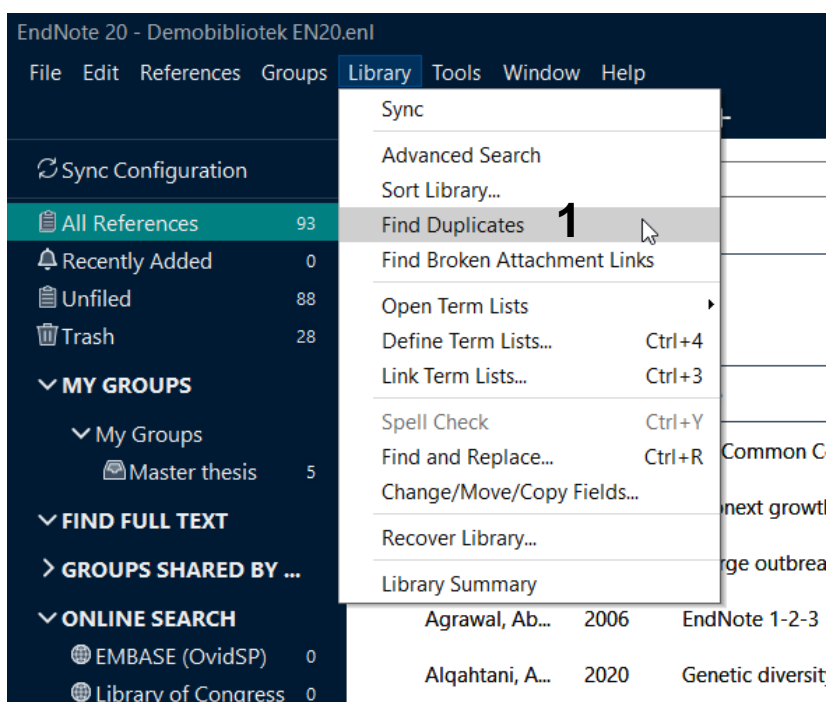 EndNote 20 - Demobibliotek EN20.enl
File Edit References Groups Library Tools Window Help
Sync Configuration
All References 93
Recently Added 0
Unfiled 88
Trash 28
MY GROUPS
My Groups
Master thesis 5
FIND FULL TEXT
GROUPS SHARED BY ...
ONLINE SEARCH
EMBASE (OvidSP) 0
Library of Congress 0
Sync
Advanced Search
Sort Library...
Find Duplicates 1
Find Broken Attachment Links
Open Term Lists
Define Term Lists... Ctrl+4
Link Term Lists... Ctrl+3
Spell Check Ctrl+Y
Find and Replace... Ctrl+R
Change/Move/Copy Fields...
Recover Library...
Library Summary
Common
growth
Agrawal, Ab... 2006 EndNote 1-2-3
Alqahtani, A... 2020 Genetic diversity